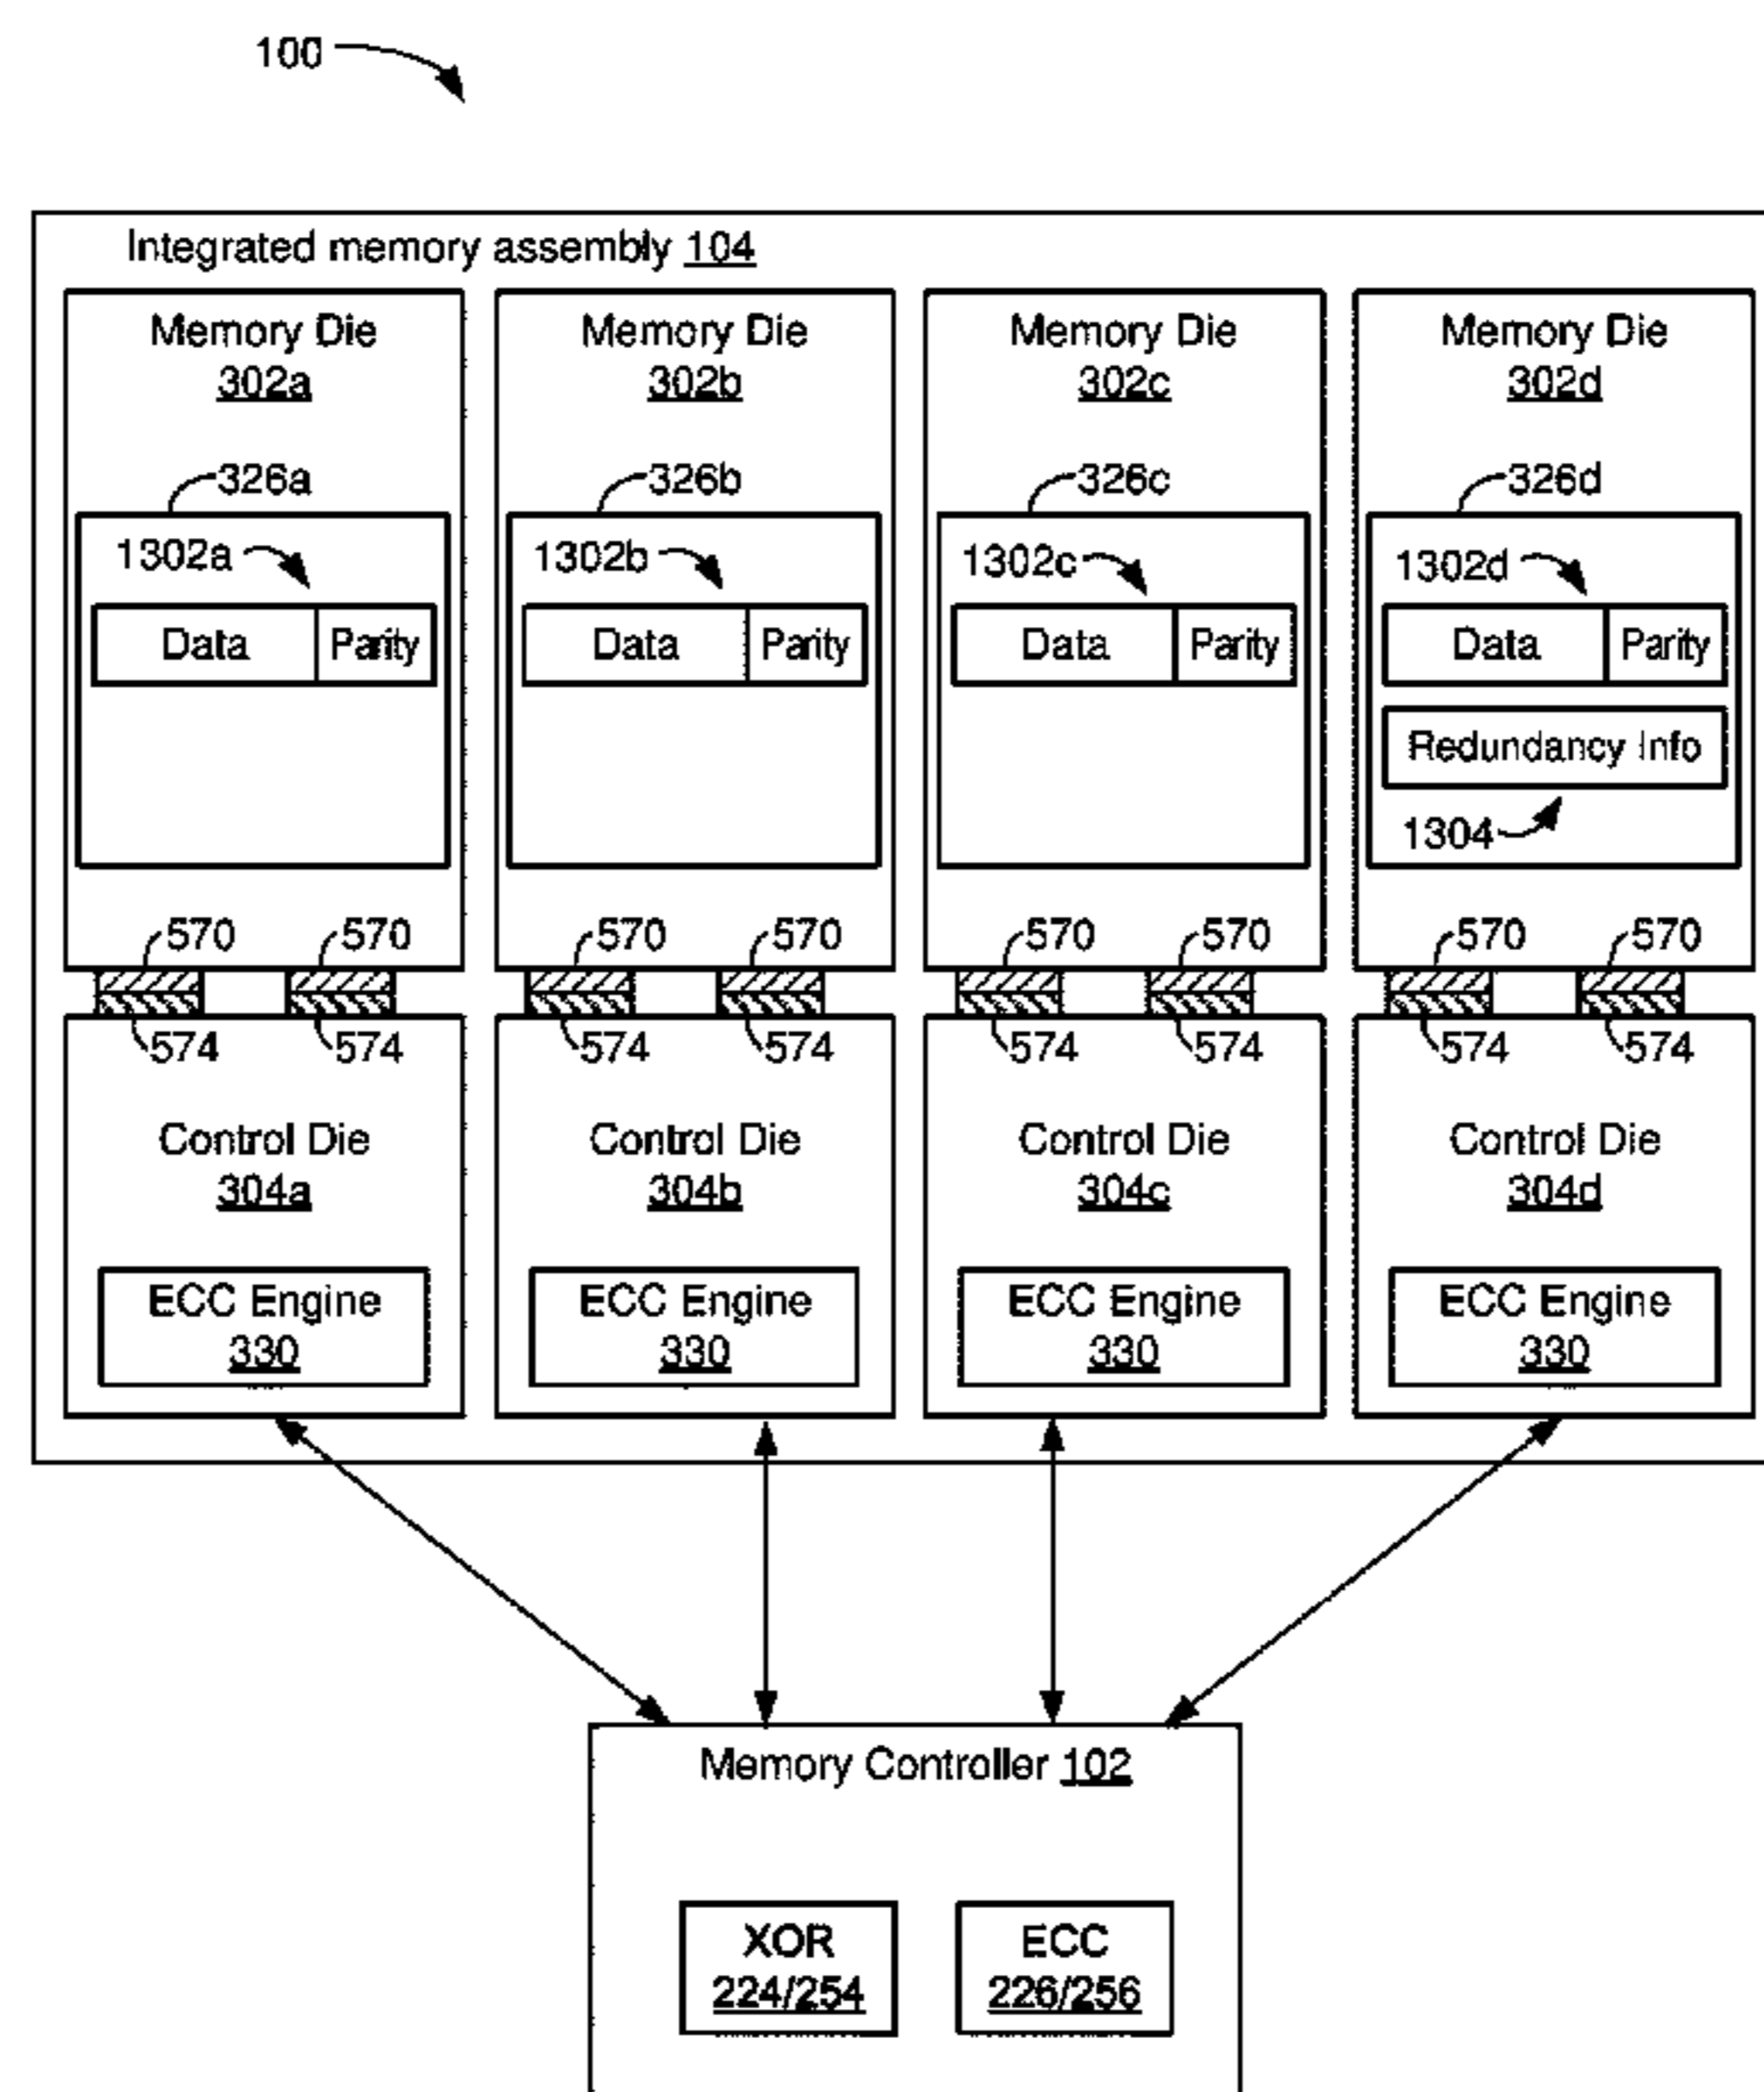 100
Integrated memory assembly 104
Memory Die Memory Die Memory Die Memory Die
302a 302b 302c 302d
326a 326b 326c 326d
1302a 1302b 1302c 1302d
Data Parity Data Parity Data Parity Data Parity
Redundancy Info
1304
570 570 570 570 570 570 570 570
574 574 574 574 574 574 574 574
Control Die Control Die Control Die Control Die
304a 304b 304c 304d
ECC Engine ECC Engine ECC Engine ECC Engine
330 330 330 330
Memory Controller 102
XOR ECC
224/254 226/256